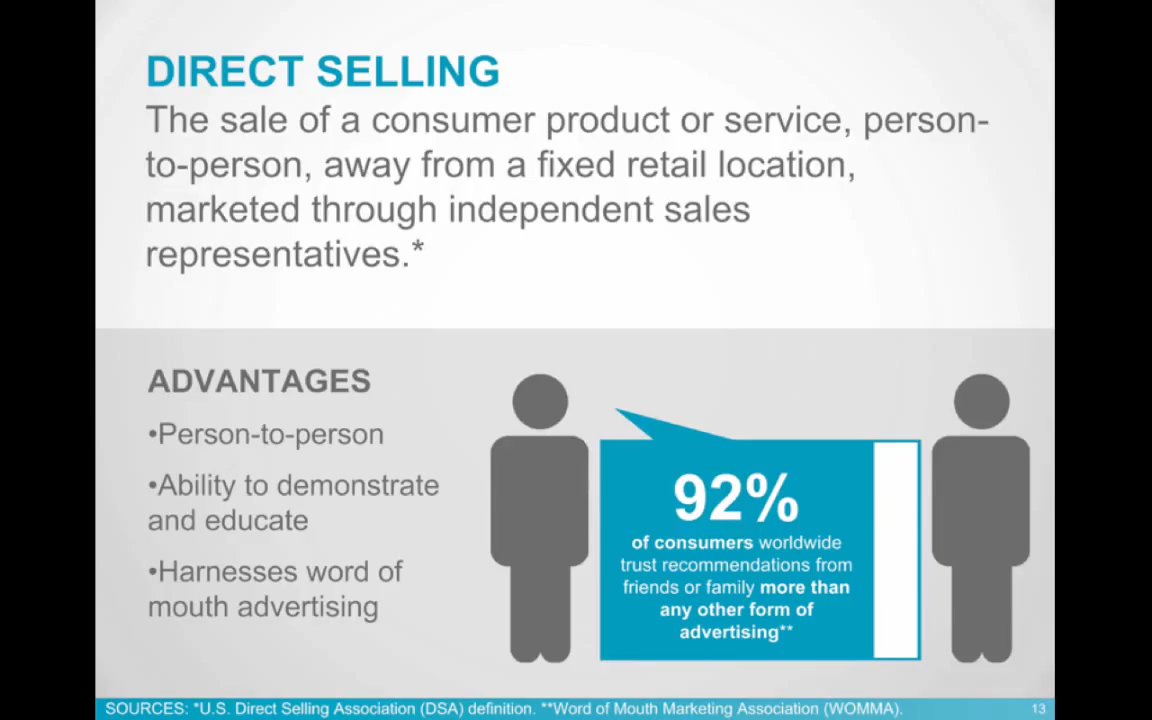 DIRECT SELLING
The sale of a consumer product or service, person-
to-person, away from a fixed retail location,
marketed through independent sales
representatives.*
ADVANTAGES
•Person-to-person
•Ability to demonstrate
and educate
•Harnesses word of
mouth advertising
92%
of consumers worldwide
trust recommendations from
friends or family more than
any other form of
advertising**
SOURCES: *U.S. Direct Selling Association (DSA) definition. **Word of Mouth Marketing Association (WOMMA).
13